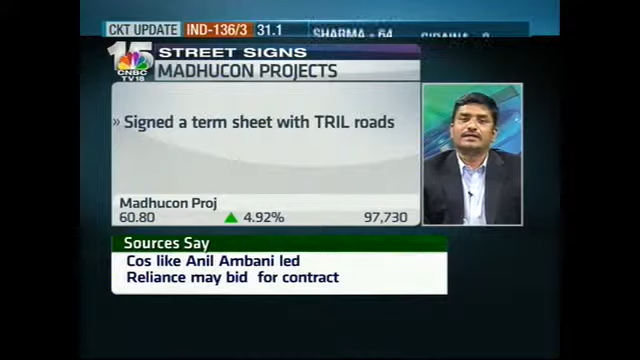 CKT UPDATE IND-136/3 31.1 SHARMA - 64
15 STREET SIGNS
CNBC
TV18
MADHUCON PROJECTS
» Signed a term sheet with TRIL roads
Madhucon Proj
60.80 ▲ 4.92% 97,730
Sources Say
Cos like Anil Ambani led
Reliance may bid for contract